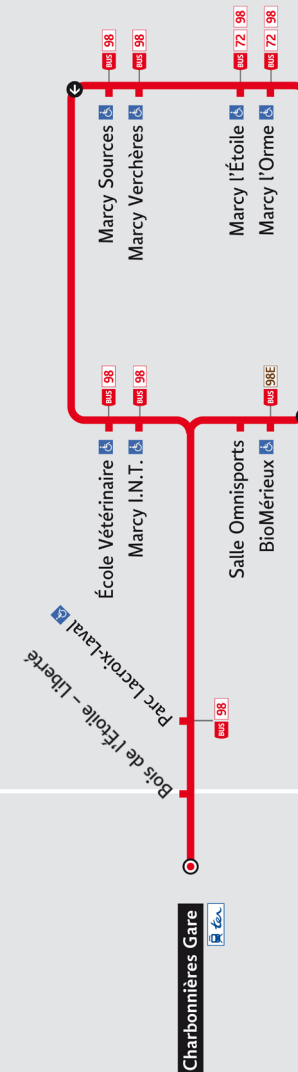 Marcy Sources
BUS 98
Marcy Verchères
BUS 98
Marcy l'Étoile
BUS 72 98
Marcy l'Orme
BUS 72 98
École Vétérinaire
BUS 98
Marcy I.N.T.
BUS 98
Salle Omnisports
BioMérieux
BUS 98E
Parc Lacroix-Laval
BUS 98
Bois de l'Étoile – Liberté
Charbonnières Gare
ter